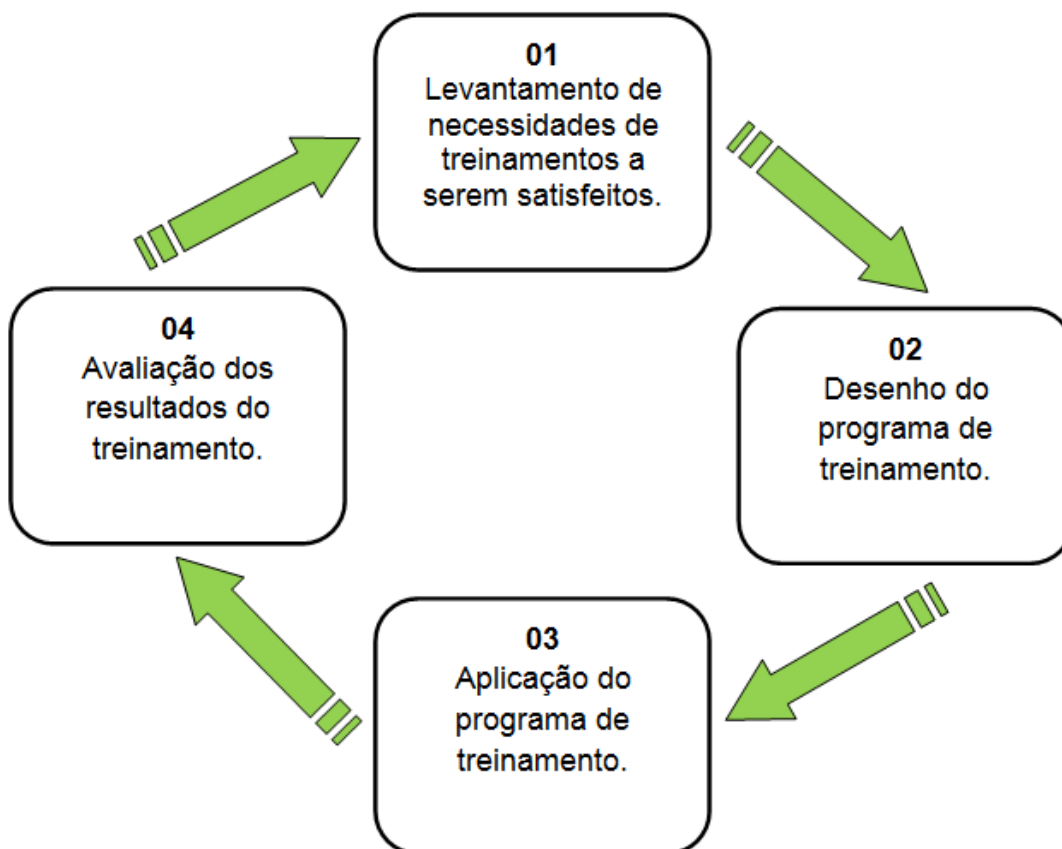 01
Levantamento de
necessidades de
treinamentos a
serem satisfeitos.
02
Desenho do
programa de
treinamento.
03
Aplicação do
programa de
treinamento.
04
Avaliação dos
resultados do
treinamento.